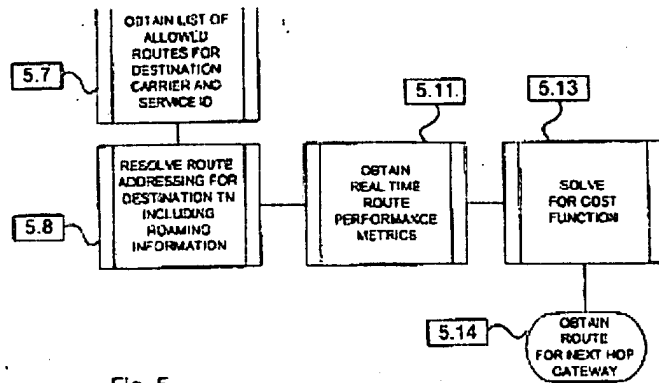 OBTAIN LIST OF
ALLOWED
ROUTES FOR
DESTINATION
CARRIER AND
SERVICE ID
5.7
RESOLVE ROUTE
ADDRESSING FOR
DESTINATION TN
INCLUDING
ROAMING
INFORMATION
5.8
5.11.
OBTAIN
REAL TIME
ROUTE
PERFORMANCE
METRICS
5.13
SOLVE
FOR COST
FUNCTION
5.14
OBTAIN
ROUTE
FOR NEXT HOP
GATEWAY